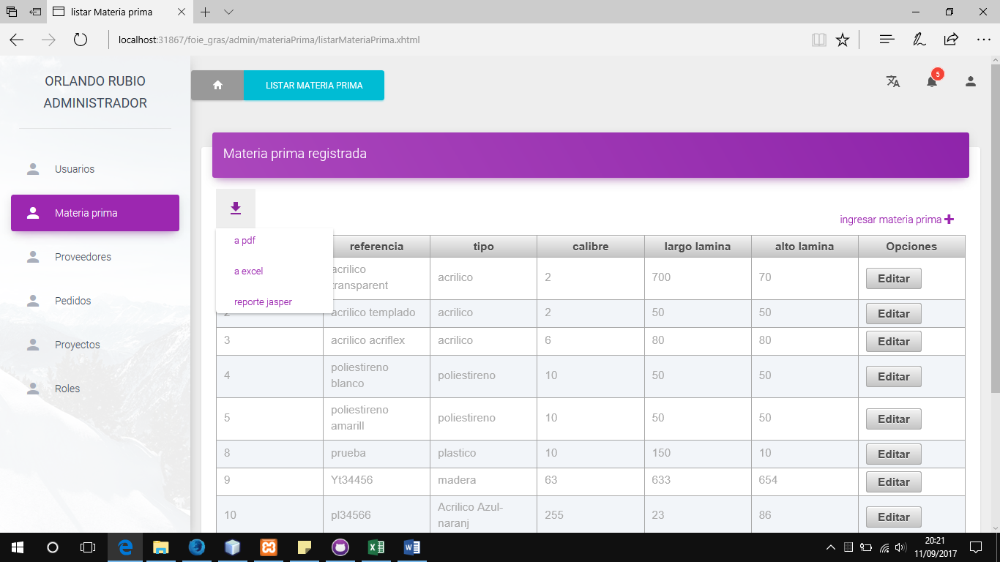 listar Materia prima
localhost:31867/foie_gras/admin/materiaPrima/listarMateriaPrima.xhtml
ORLANDO RUBIO
ADMINISTRADOR
LISTAR MATERIA PRIMA
5
Usuarios
Materia prima
Proveedores
Pedidos
Proyectos
Roles
Materia prima registrada
ingresar materia prima
a pdf
a excel
reporte jasper
referencia tipo calibre largo lamina alto lamina Opciones
acrilico
transparent acrilico 2 700 70 Editar
2 acrilico templado acrilico 2 50 50 Editar
3 acrilico acriflex acrilico 6 80 80 Editar
4 poliestireno
blanco poliestireno 10 50 50 Editar
5 poliestireno
amarill poliestireno 10 50 50 Editar
8 prueba plastico 10 150 10 Editar
9 Yt34456 madera 63 633 654 Editar
10 pl34566 Acrilico Azul-
naranj 255 23 86 Editar
20:21
11/09/2017